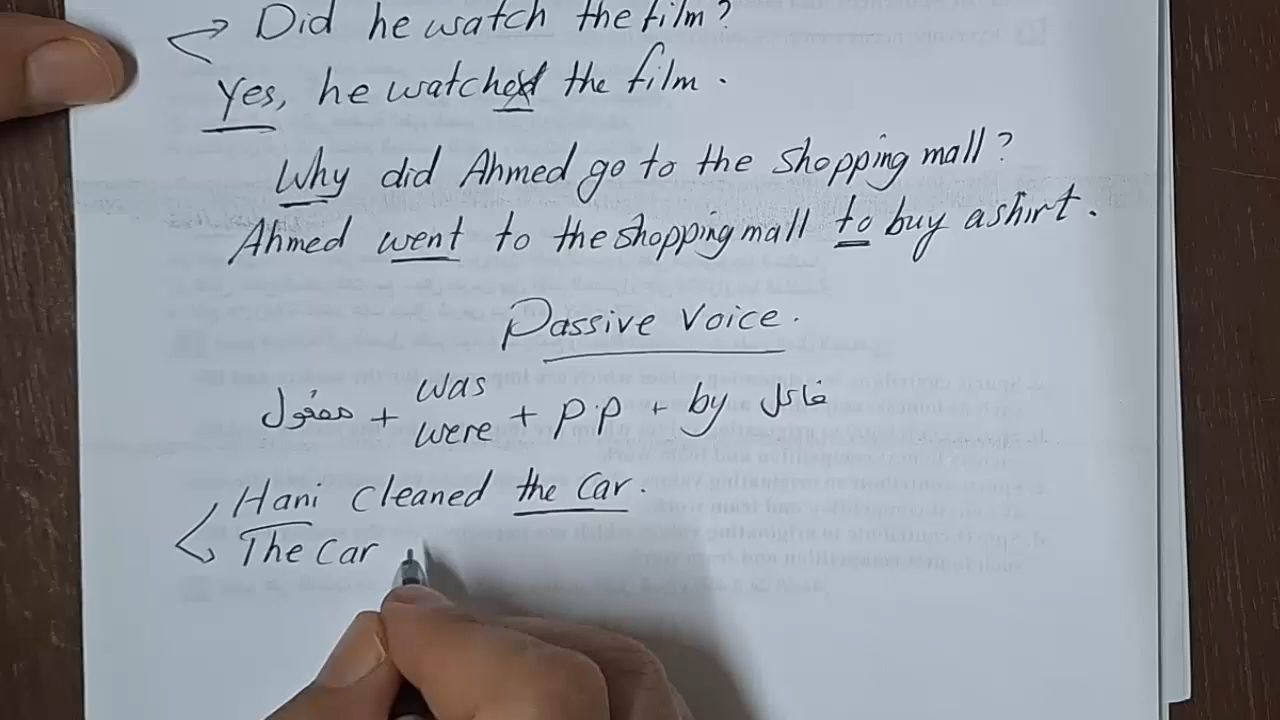 Did he watch the film?
Yes, he watched the film.
Why did Ahmed go to the shopping mall?
Ahmed went to the shopping mall to buy a shirt.
Passive Voice.
مفعول + was were + P.P + by فاعل
Hani cleaned the car.
The car